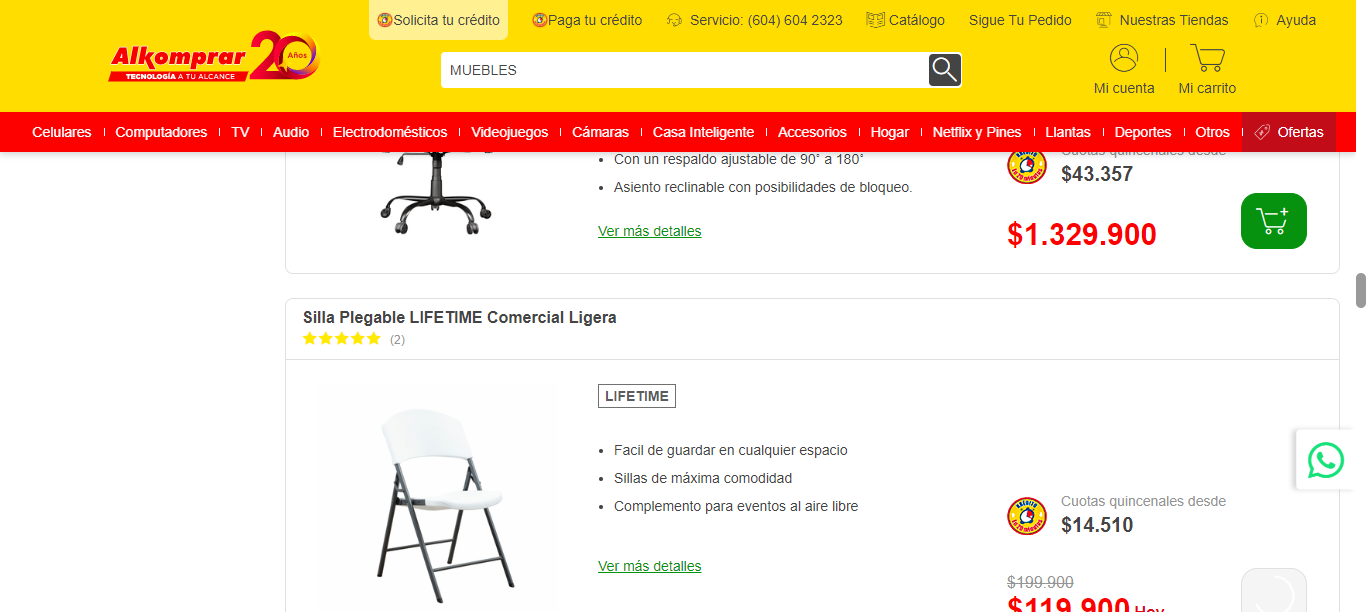 Solicita tu crédito
Paga tu crédito
Servicio: (604) 604 2323
Catálogo
Sigue Tu Pedido
Nuestras Tiendas
Ayuda
Alkomprar 20 Años
TECNOLOGÍA A TU ALCANCE
MUEBLES
Mi cuenta
Mi carrito
Celulares
Computadores
TV
Audio
Electrodomésticos
Videojuegos
Cámaras
Casa Inteligente
Accesorios
Hogar
Netflix y Pines
Llantas
Deportes
Otros
Ofertas
Con un respaldo ajustable de 90° a 180°
Asiento reclinable con posibilidades de bloqueo.
Ver más detalles
Cuotas quincenales desde
$43.357
$1.329.900
Silla Plegable LIFETIME Comercial Ligera
(2)
LIFETIME
Facil de guardar en cualquier espacio
Sillas de máxima comodidad
Complemento para eventos al aire libre
Ver más detalles
Cuotas quincenales desde
$14.510
$199.900
$119.900 Hoy